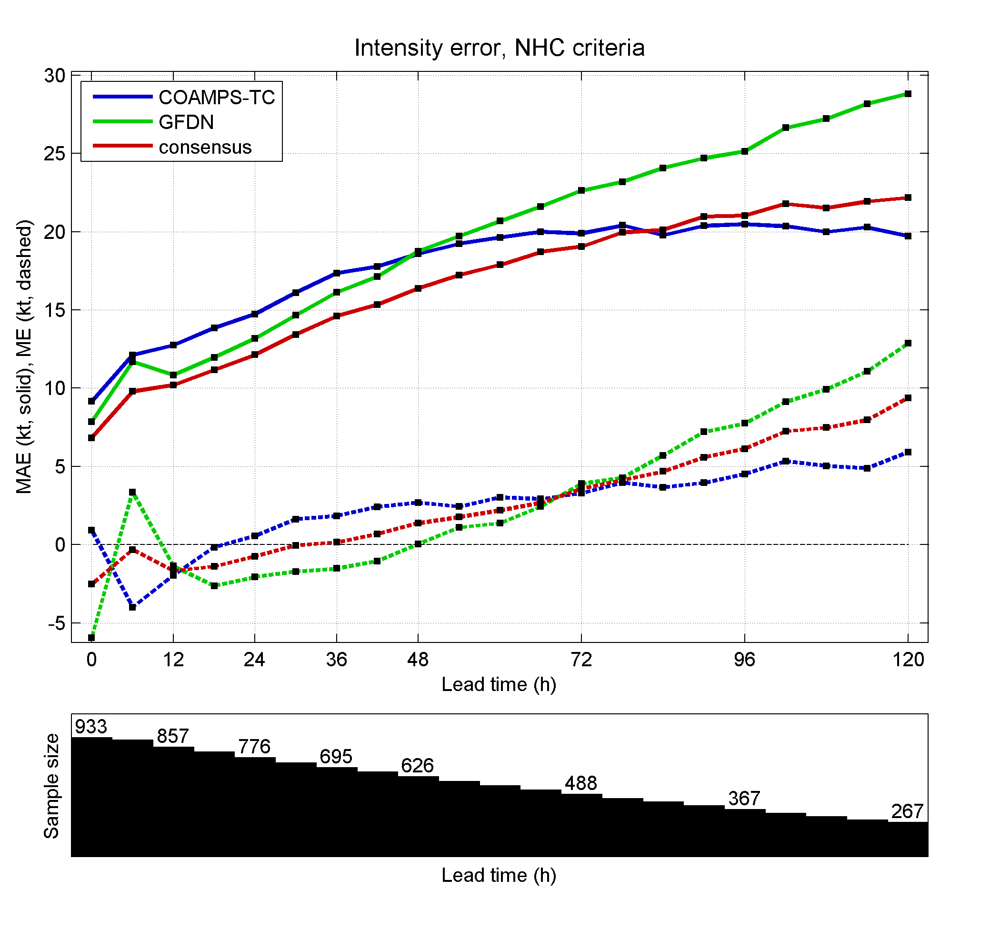 Intensity error, NHC criteria
COAMPS-TC
GFDN
consensus
MAE (kt, solid), ME (kt, dashed)
30
25
20
15
10
5
0
-5
0 12 24 36 48 72 96 120
Lead time (h)
Sample size
933 857 776 695 626 488 367 267
Lead time (h)